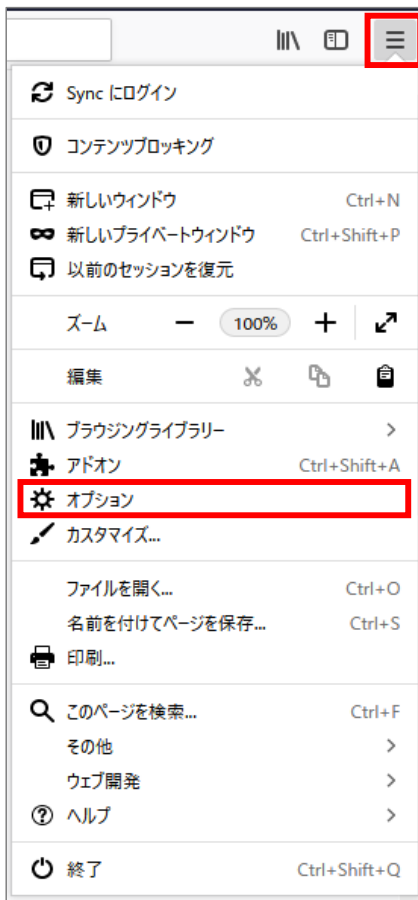 Sync にログイン
コンテンツブロッキング
新しいウィンドウ Ctrl+N
新しいプライベートウィンドウ Ctrl+Shift+P
以前のセッションを復元
ズーム 100%
編集
ブラウジングライブラリー
アドオン Ctrl+Shift+A
オプション
カスタマイズ...
ファイルを開く... Ctrl+O
名前を付けてページを保存... Ctrl+S
印刷...
このページを検索... Ctrl+F
その他
ウェブ開発
ヘルプ
終了 Ctrl+Shift+Q